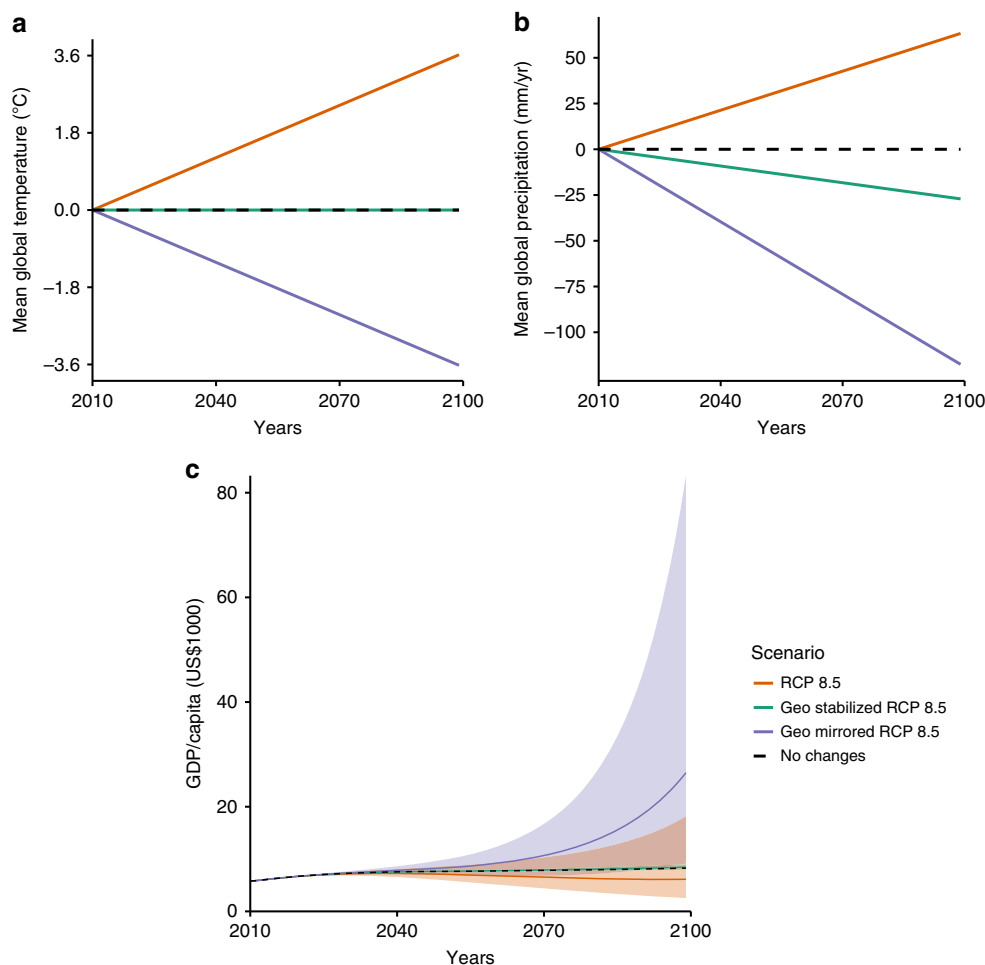 a
Mean global temperature (°C)
3.6
1.8
0.0
–1.8
–3.6
2010 2040 2070 2100
Years
b
Mean global precipitation (mm/yr)
50
25
0
–25
–50
–75
–100
2010 2040 2070 2100
Years
c
GDP/capita (US$1000)
80
60
40
20
0
2010 2040 2070 2100
Years
Scenario
RCP 8.5
Geo stabilized RCP 8.5
Geo mirrored RCP 8.5
No changes